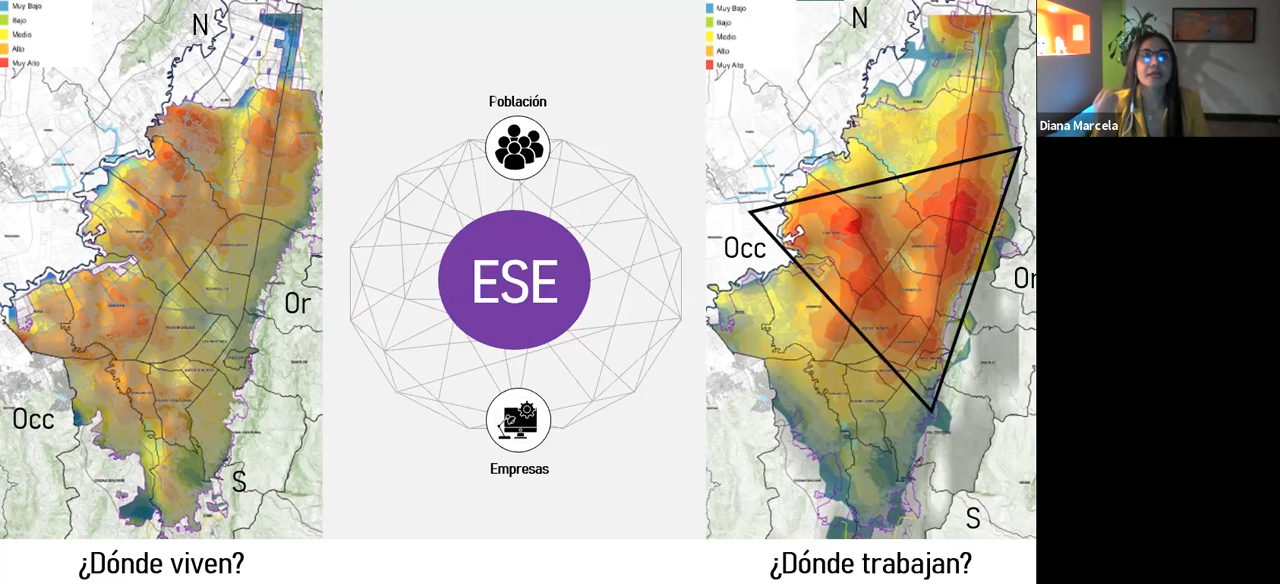 Muy Bajo
Bajo
Medio
Alto
Muy Alto
N
Or
Occ
S
¿Dónde viven?
Población
ESE
Empresas
Muy Bajo
Bajo
Medio
Alto
Muy Alto
N
Occ
Or
S
¿Dónde trabajan?
Diana Marcela